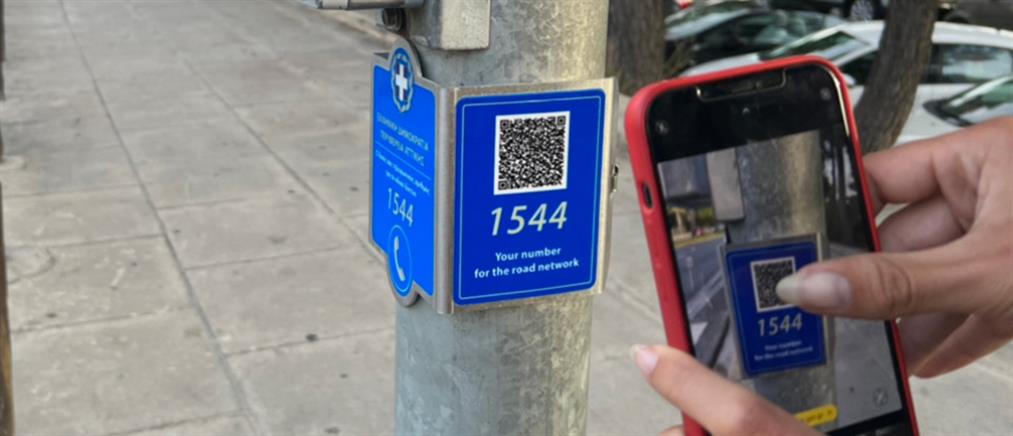 ΕΛΛΗΝΙΚΗ ΔΗΜΟΚΡΑΤΙΑ
ΠΕΡΙΦΕΡΕΙΑ ΑΤΤΙΚΗΣ
1544
1544
Your number
for the road network
1544
Your number
for the road network